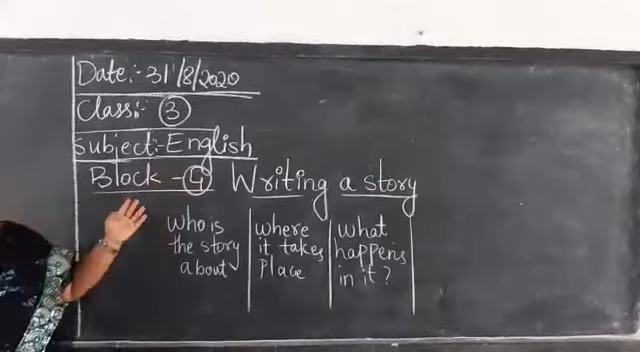 Date:- 31/8/2020
Class:- 3
Subject:- English
Block - 4 Writing a story
Who is the story about
where it takes Place
what happens in it?